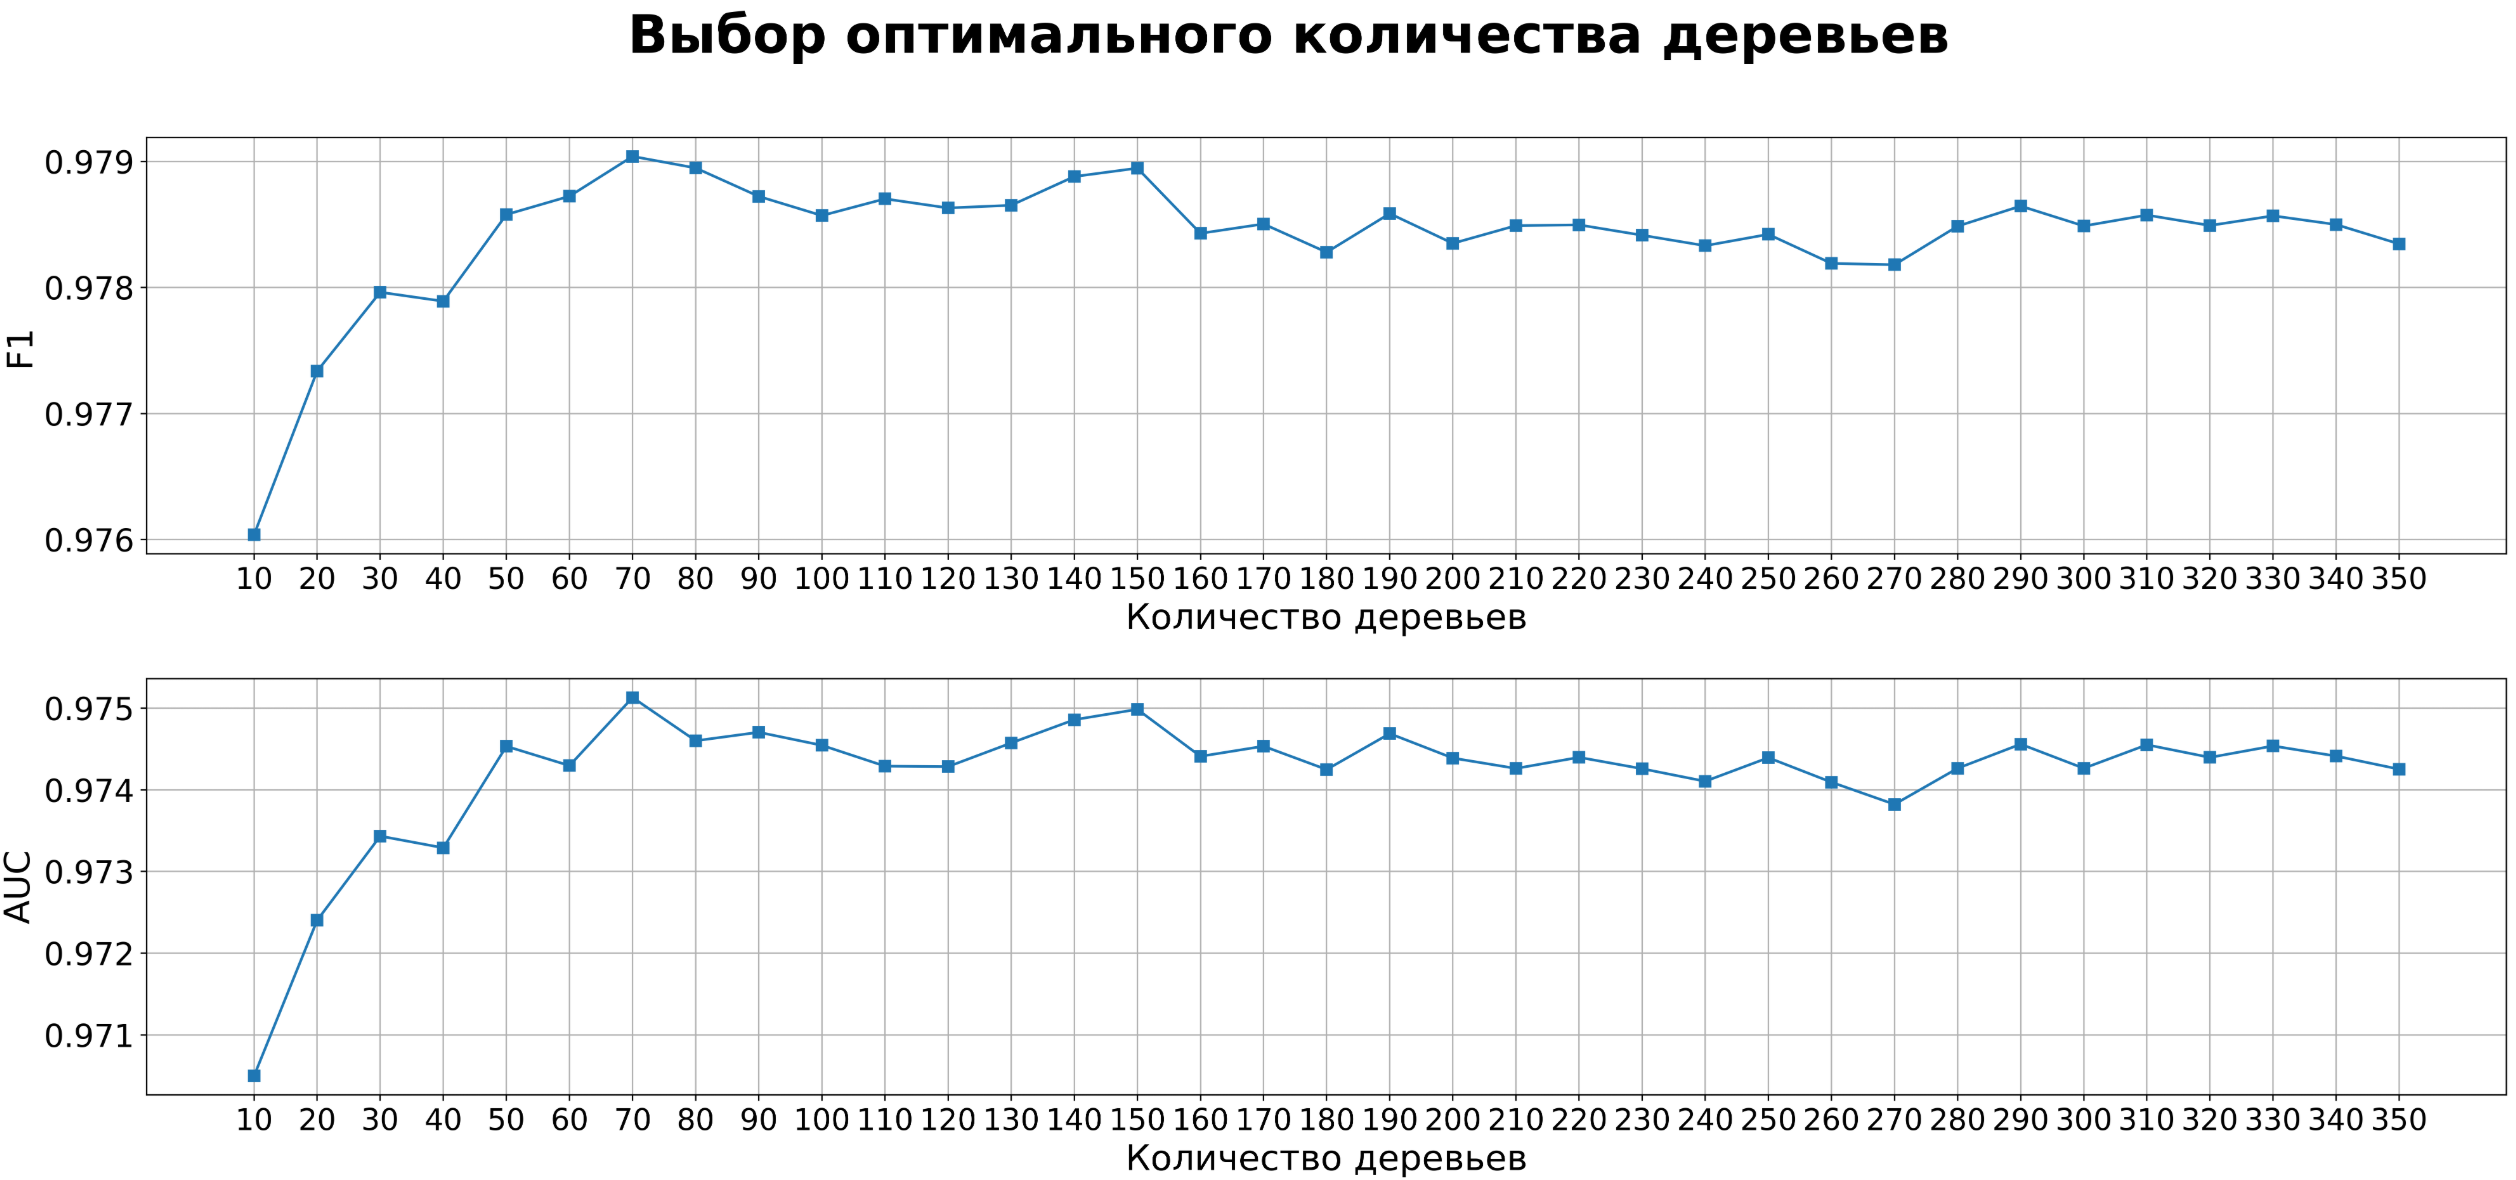 Выбор оптимального количества деревьев
0.979
0.978
0.977
0.976
F1
10 20 30 40 50 60 70 80 90 100 110 120 130 140 150 160 170 180 190 200 210 220 230 240 250 260 270 280 290 300 310 320 330 340 350
Количество деревьев
0.975
0.974
0.973
0.972
0.971
AUC
10 20 30 40 50 60 70 80 90 100 110 120 130 140 150 160 170 180 190 200 210 220 230 240 250 260 270 280 290 300 310 320 330 340 350
Количество деревьев